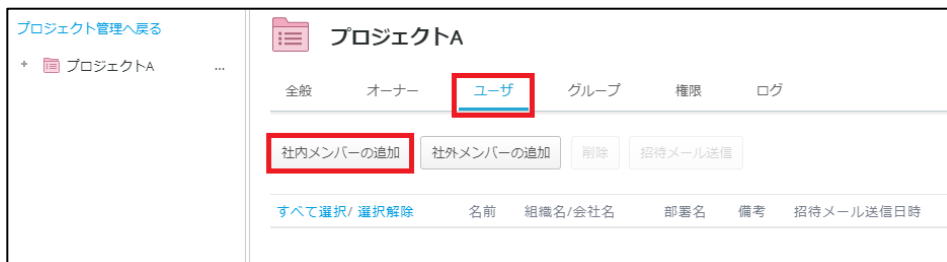 プロジェクト管理へ戻る
+ プロジェクトA ...
プロジェクトA
全般 オーナー ユーザ グループ 権限 ログ
社内メンバーの追加 社外メンバーの追加 削除 招待メール送信
すべて選択/ 選択解除 名前 組織名/会社名 部署名 備考 招待メール送信日時